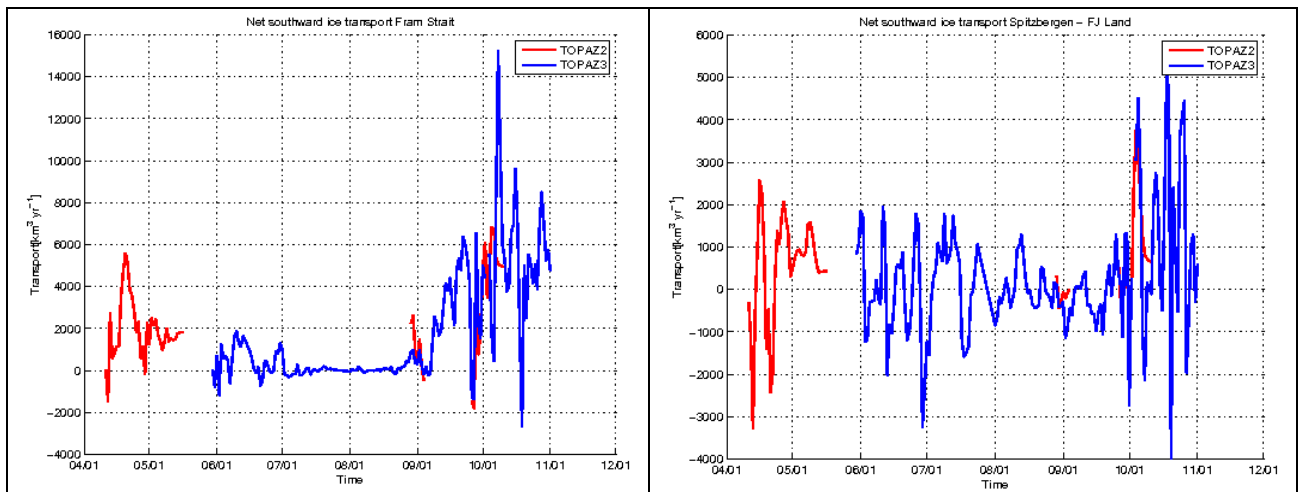 Net southward ice transport Fram Strait
16000
14000
12000
10000
8000
6000
4000
2000
0
−2000
−4000
Transport[km³ yr⁻¹]
TOPAZ2
TOPAZ3
04/01 05/01 06/01 07/01 08/01 09/01 10/01 11/01 12/01
Time
Net southward ice transport Spitzbergen − FJ Land
6000
5000
4000
3000
2000
1000
0
−1000
−2000
−3000
−4000
Transport[km³ yr⁻¹]
TOPAZ2
TOPAZ3
04/01 05/01 06/01 07/01 08/01 09/01 10/01 11/01 12/01
Time